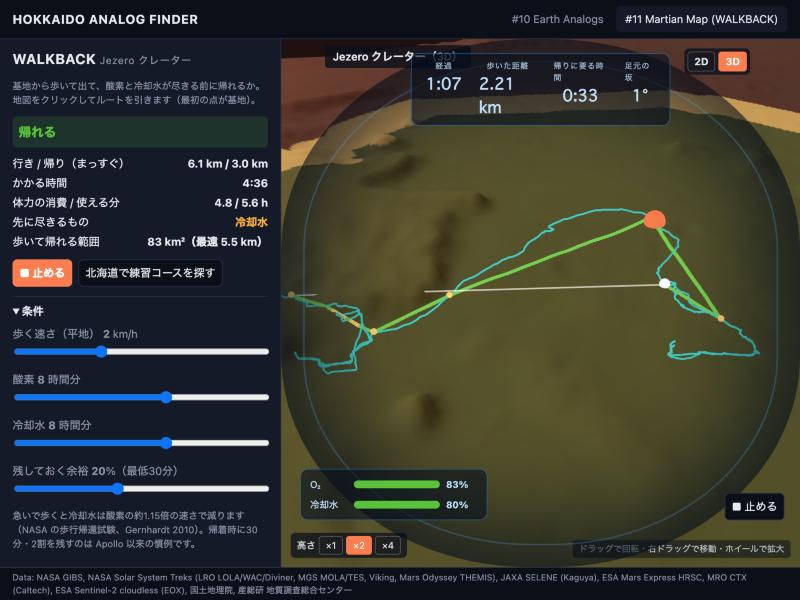 HOKKAIDO ANALOG FINDER
#10 Earth Analogs
#11 Martian Map (WALKBACK)
WALKBACK Jezero クレーター
基地から歩いて出て、酸素と冷却水が尽きる前に帰れるか。
地図をクリックしてルートを引きます（最初の点が基地）。
帰れる
行き / 帰り（まっすぐ） 6.1 km / 3.0 km
かかる時間 4:36
体力の消費 / 使える分 4.8 / 5.6 h
先に尽きるもの 冷却水
歩いて帰れる範囲 83 km²（最遠 5.5 km）
■ 止める
北海道で練習コースを探す
▼条件
歩く速さ（平地） 2 km/h
酸素 8 時間分
冷却水 8 時間分
残しておく余裕 20%（最低30分）
急いで歩くと冷却水は酸素の約1.15倍の速さで減ります
（NASA の歩行帰還試験、Gernhardt 2010）。帰着時に30
分・2割を残すのは Apollo 以来の慣例です。
Jezero クレーター（3D）
経過 1:07
歩いた距離 2.21 km
帰りに要る時間 0:33
足元の坂 1°
2D
3D
O₂ 83%
冷却水 80%
高さ ×1 ×2 ×4
■ 止める
ドラッグで回転・右ドラッグで移動・ホイールで拡大
Data: NASA GIBS, NASA Solar System Treks (LRO LOLA/WAC/Diviner, MGS MOLA/TES, Viking, Mars Odyssey THEMIS), JAXA SELENE (Kaguya), ESA Mars Express HRSC, MRO CTX
(Caltech), ESA Sentinel-2 cloudless (EOX), 国土地理院, 産総研 地質調査総合センター